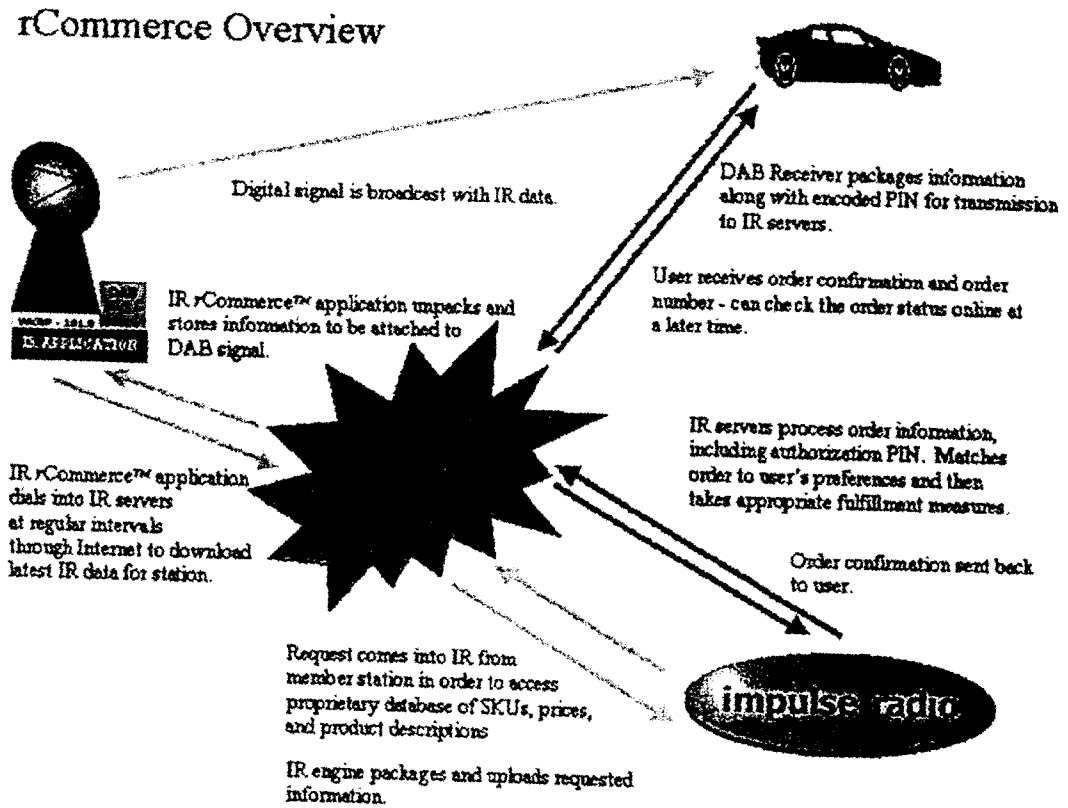 rCommerce Overview
Digital signal is broadcast with IR data.
DAB Receiver packages information
along with encoded PIN for transmission
to IR servers.
User receives order confirmation and order
number - can check the order status online at
a later time.
IR rCommerce™ application unpacks and
stores information to be attached to
DAB signal.
IR APPLICATION
IR rCommerce™ application
dials into IR servers
at regular intervals
through Internet to download
latest IR data for station.
IR servers process order information,
including authorization PIN. Matches
order to user's preferences and then
takes appropriate fulfillment measures.
Order confirmation sent back
to user.
Request comes into IR from
member station in order to access
proprietary database of SKUs, prices,
and product descriptions
IR engine packages and uploads requested
information.
impulse radio